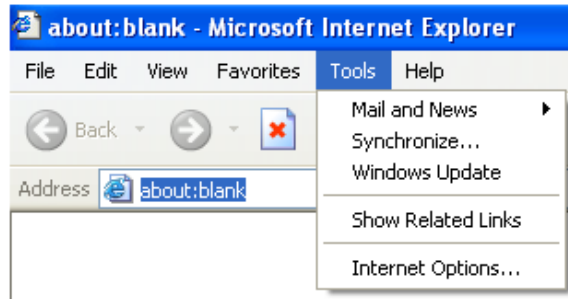 about:blank - Microsoft Internet Explorer
File Edit View Favorites Tools Help
Mail and News
Synchronize...
Windows Update
Show Related Links
Internet Options...
Back
Address about:blank